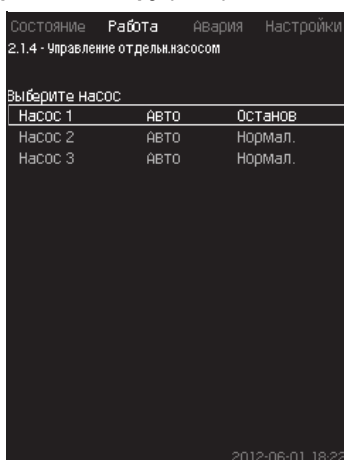 Состояние Работа Авария Настройки
2.1.4 - Управление отдельн.насосом
Выберите насос
Насос 1 Авто Останов
Насос 2 Авто Нормал.
Насос 3 Авто Нормал.
2012-06-01 18:22